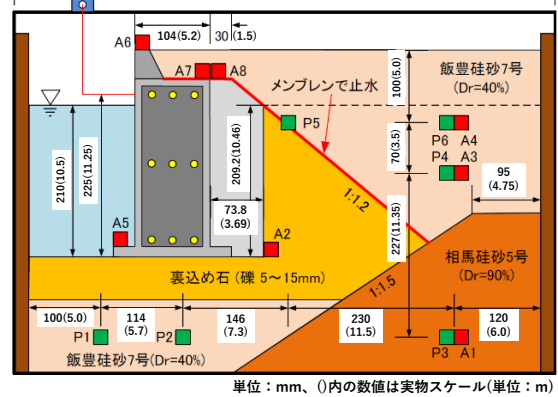 A6
104(5.2)
30
(1.5)
A7
A8
メンブレンで止水
飯豊硅砂7号
(Dr=40%)
100(5.0)
P5
P6
A4
P4
A3
70(3.5)
210(10.5)
225(11.25)
209.2(10.46)
95
(4.75)
73.8
(3.69)
1:1.2
227(11.35)
A5
A2
相馬硅砂5号
(Dr=90%)
裏込め石 (礫 5～15mm)
1:1.5
100(5.0)
114
(5.7)
146
(7.3)
230
(11.5)
120
(6.0)
P1
P2
P3
A1
飯豊硅砂7号(Dr=40%)
単位：mm、()内の数値は実物スケール(単位：m)